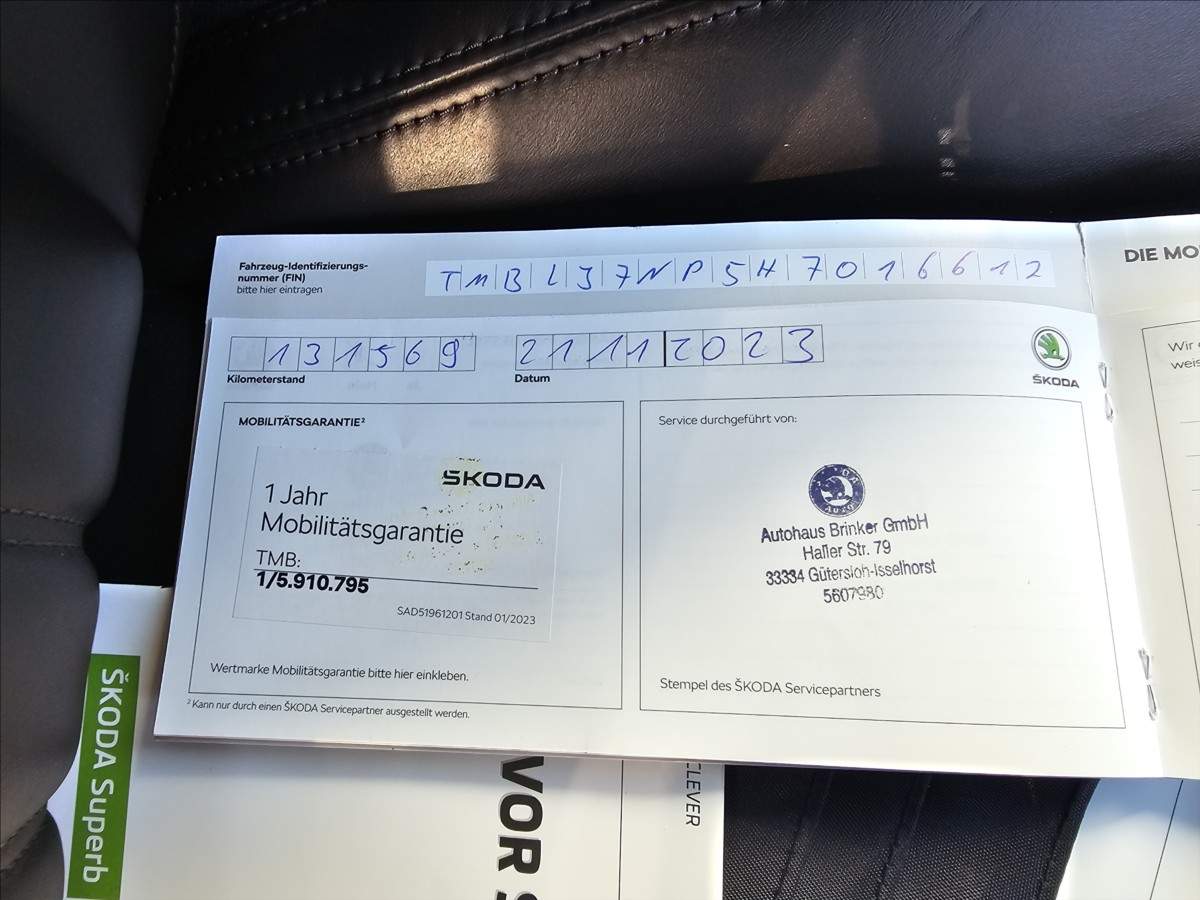 Fahrzeug-Identifizierungs-
nummer (FIN)
bitte hier eintragen
TMBLJ7NP5H7016612
131569
Kilometerstand
21112023
Datum
ŠKODA
MOBILITÄTSGARANTIE²
ŠKODA
1 Jahr
Mobilitätsgarantie
TMB:
1/5.910.795
SAD51961201 Stand 01/2023
Wertmarke Mobilitätsgarantie bitte hier einkleben.
² Kann nur durch einen ŠKODA Servicepartner ausgestellt werden.
Service durchgeführt von:
AUTO
Autohaus Brinker GmbH
Haller Str. 79
33334 Gütersloh-Isselhorst
5607980
Stempel des ŠKODA Servicepartners
DIE MO
Wir
weis
ŠKODA Superb
VOR
CLEVER